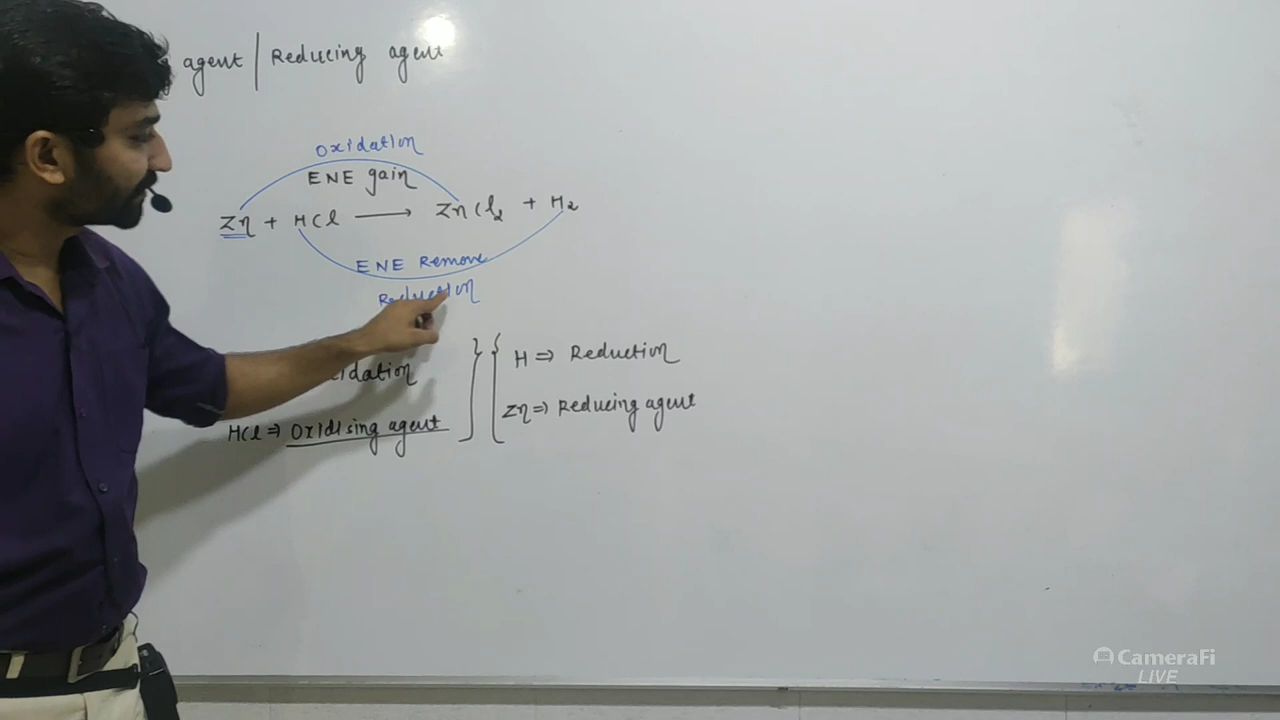 agent | Reducing agent
Oxidation
ENE gain
Zn + HCl ⟶ ZnCl₂ + H₂
ENE Remove
Reduction
H ⇒ Reduction
HCl ⇒ Oxidising agent
Zn ⇒ Reducing agent
CameraFi
LIVE